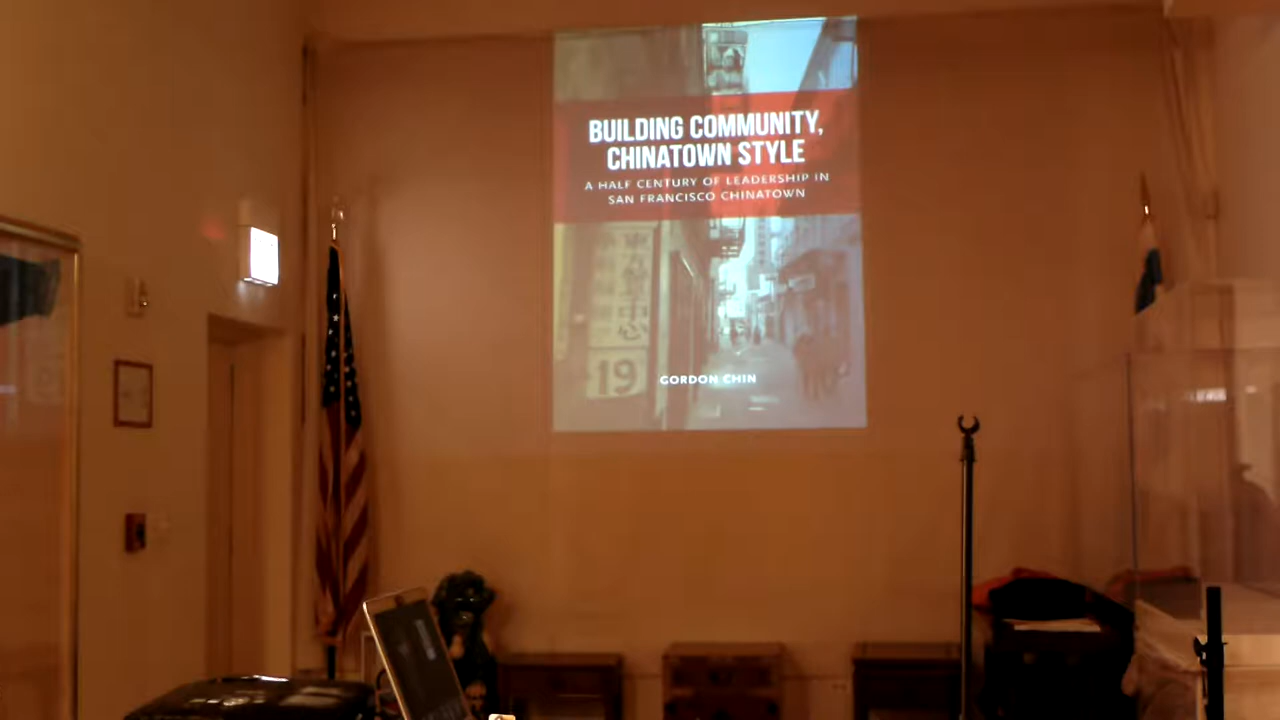 BUILDING COMMUNITY,
CHINATOWN STYLE
A HALF CENTURY OF LEADERSHIP IN
SAN FRANCISCO CHINATOWN
19
GORDON CHIN